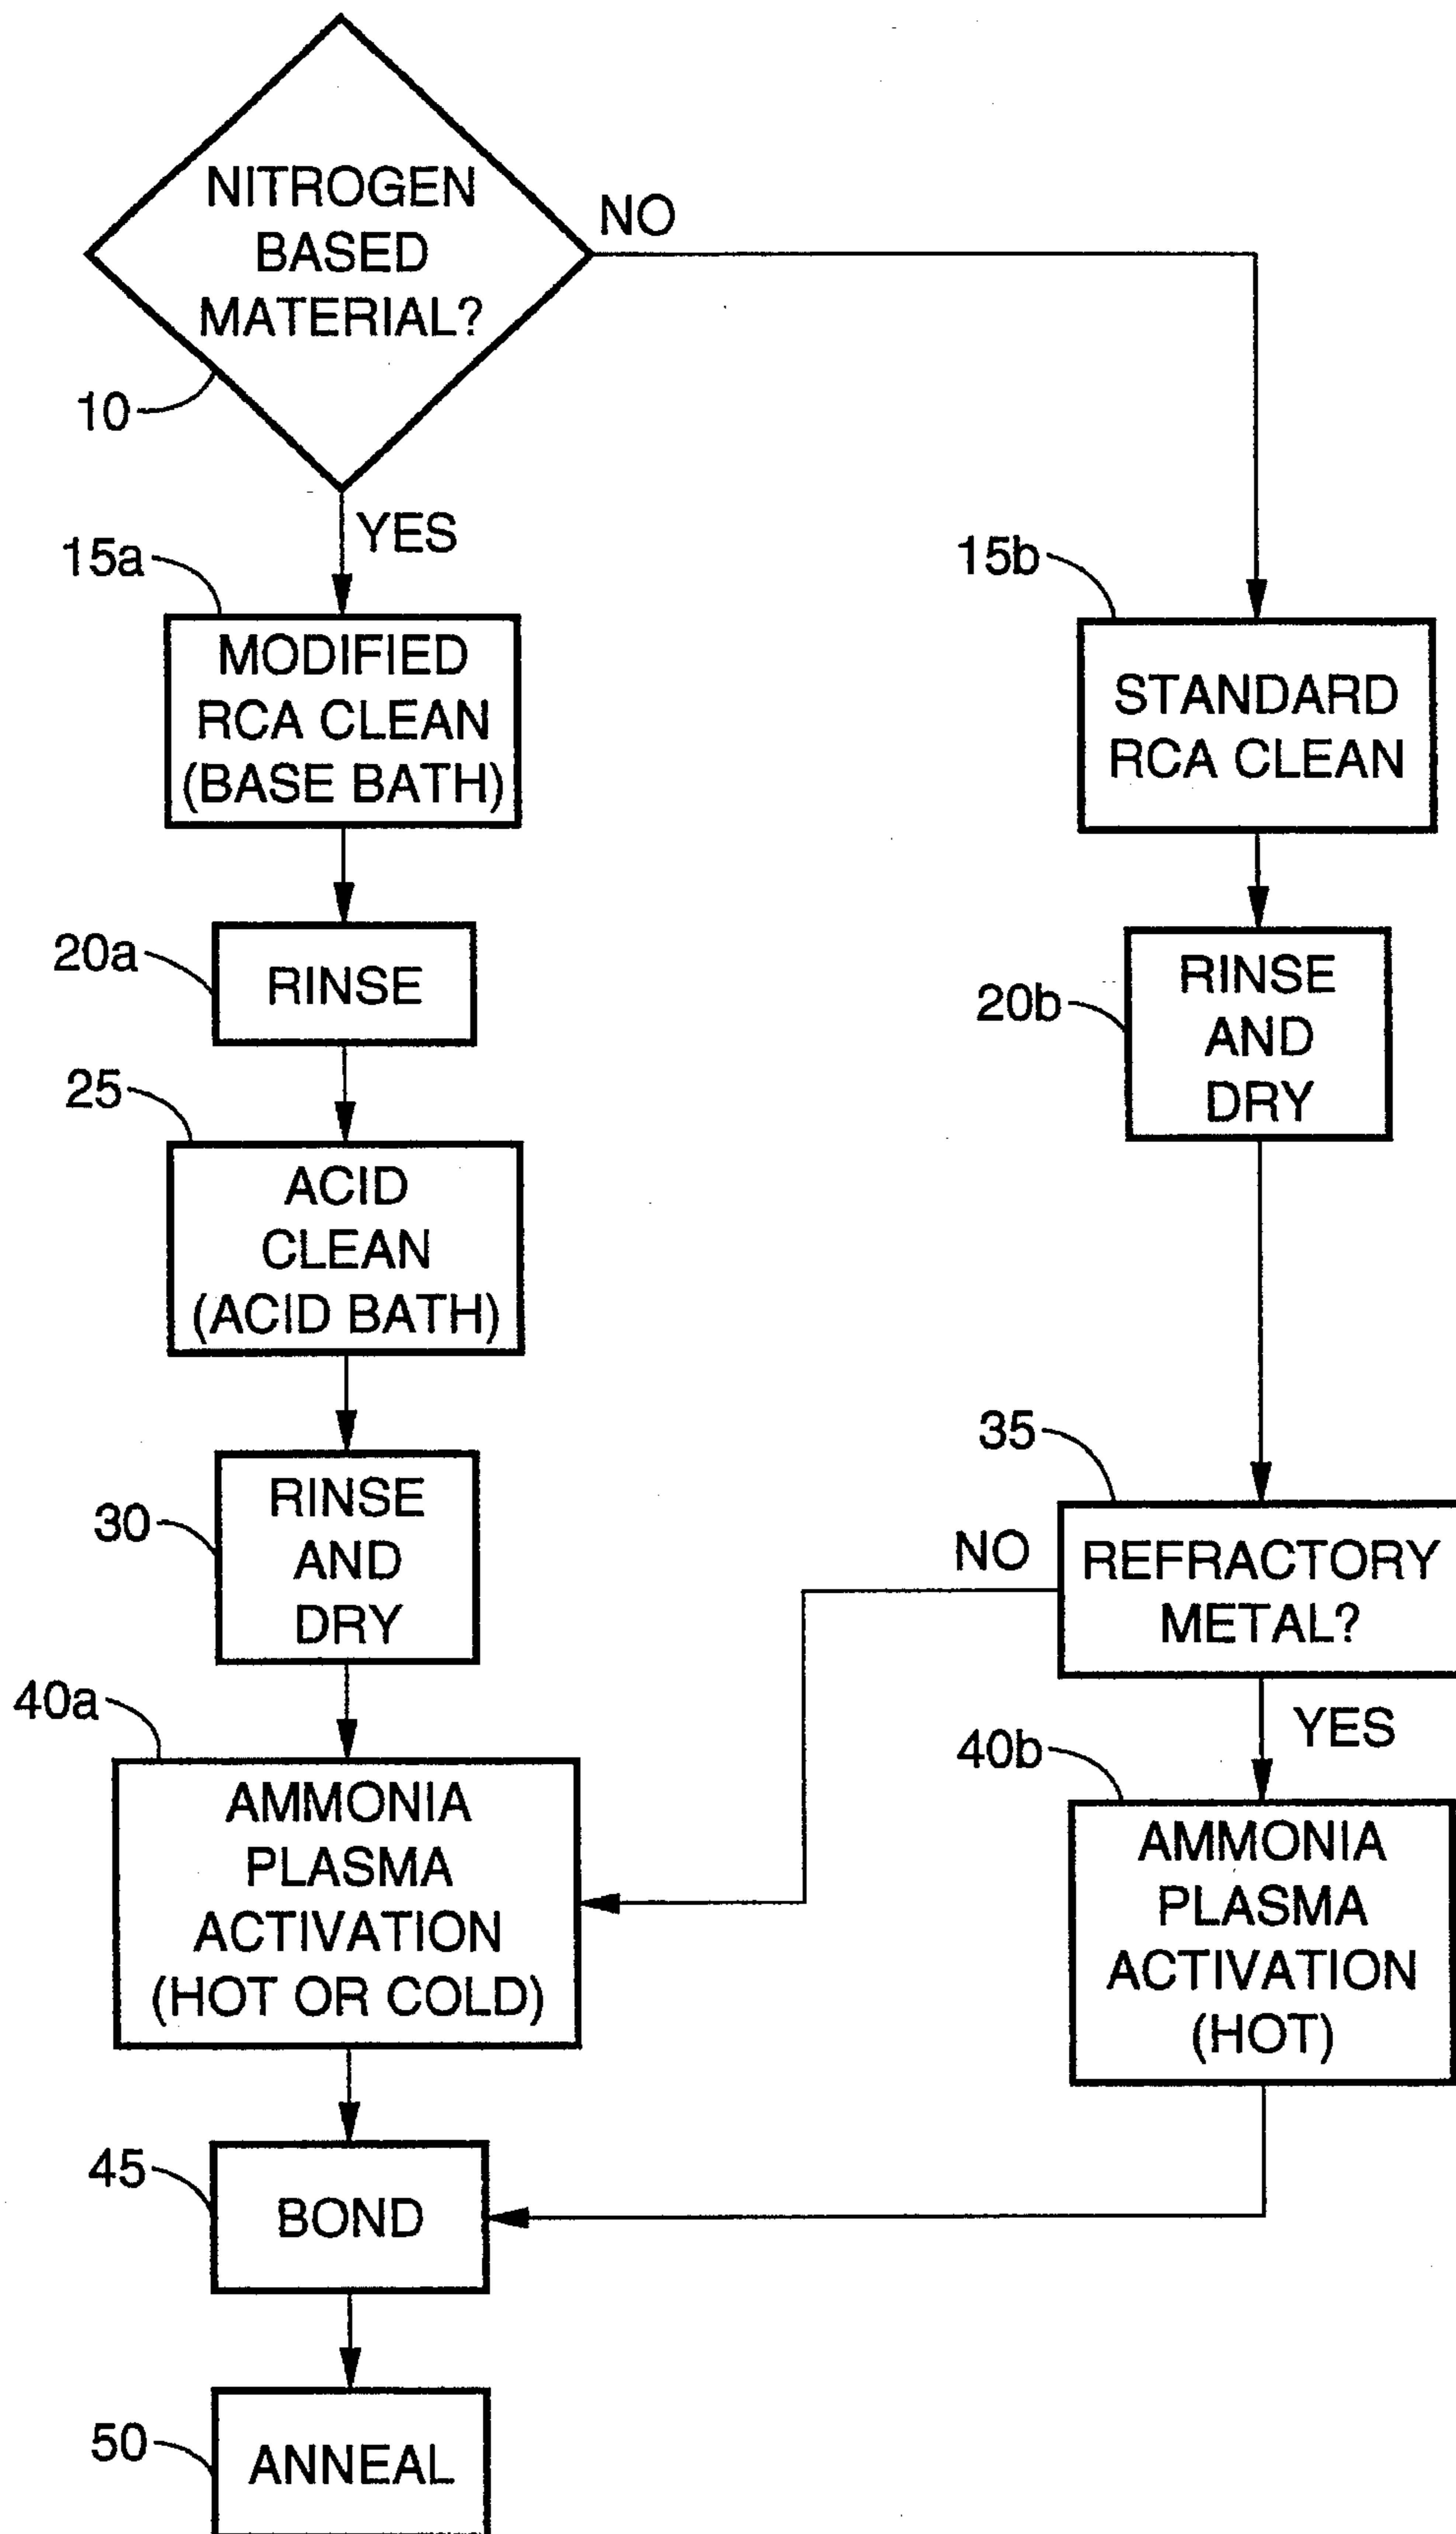 NITROGEN
BASED
MATERIAL?
NO
10
YES
15a
MODIFIED
RCA CLEAN
(BASE BATH)
20a
RINSE
25
ACID
CLEAN
(ACID BATH)
30
RINSE
AND
DRY
40a
AMMONIA
PLASMA
ACTIVATION
(HOT OR COLD)
45
BOND
50
ANNEAL
15b
STANDARD
RCA CLEAN
20b
RINSE
AND
DRY
35
NO
REFRACTORY
METAL?
YES
40b
AMMONIA
PLASMA
ACTIVATION
(HOT)